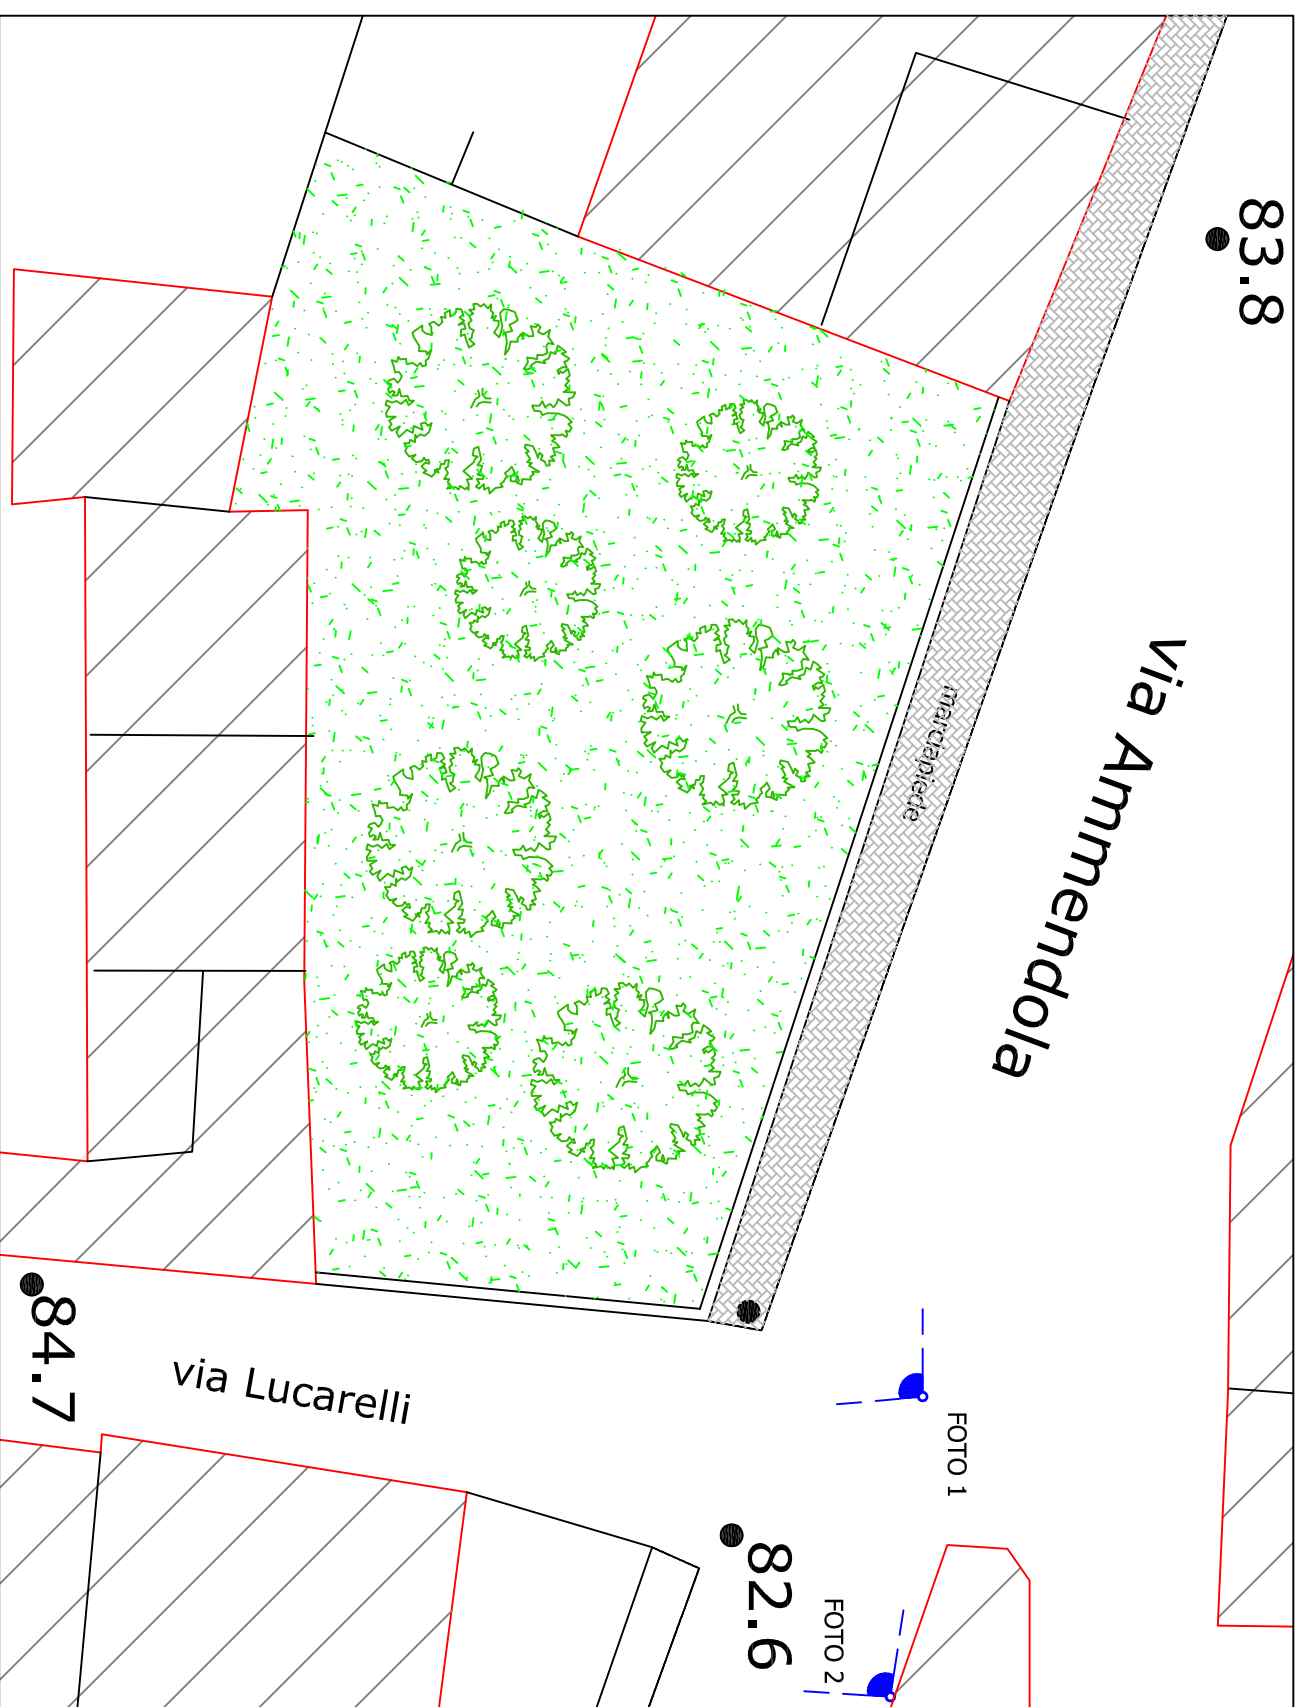 83.8
via Ammendola
marciapiede
84.7
via Lucarelli
FOTO 1
82.6
FOTO 2